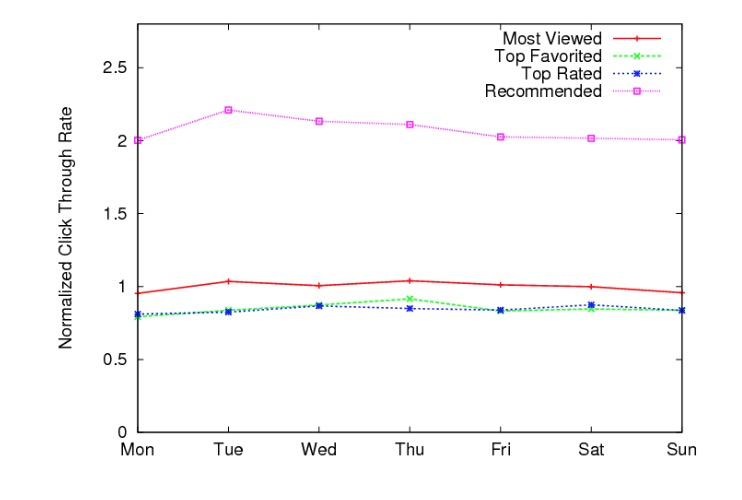 Most Viewed
Top Favorited
Top Rated
Recommended
2.5
2
1.5
1
0.5
0
Normalized Click Through Rate
Mon Tue Wed Thu Fri Sat Sun